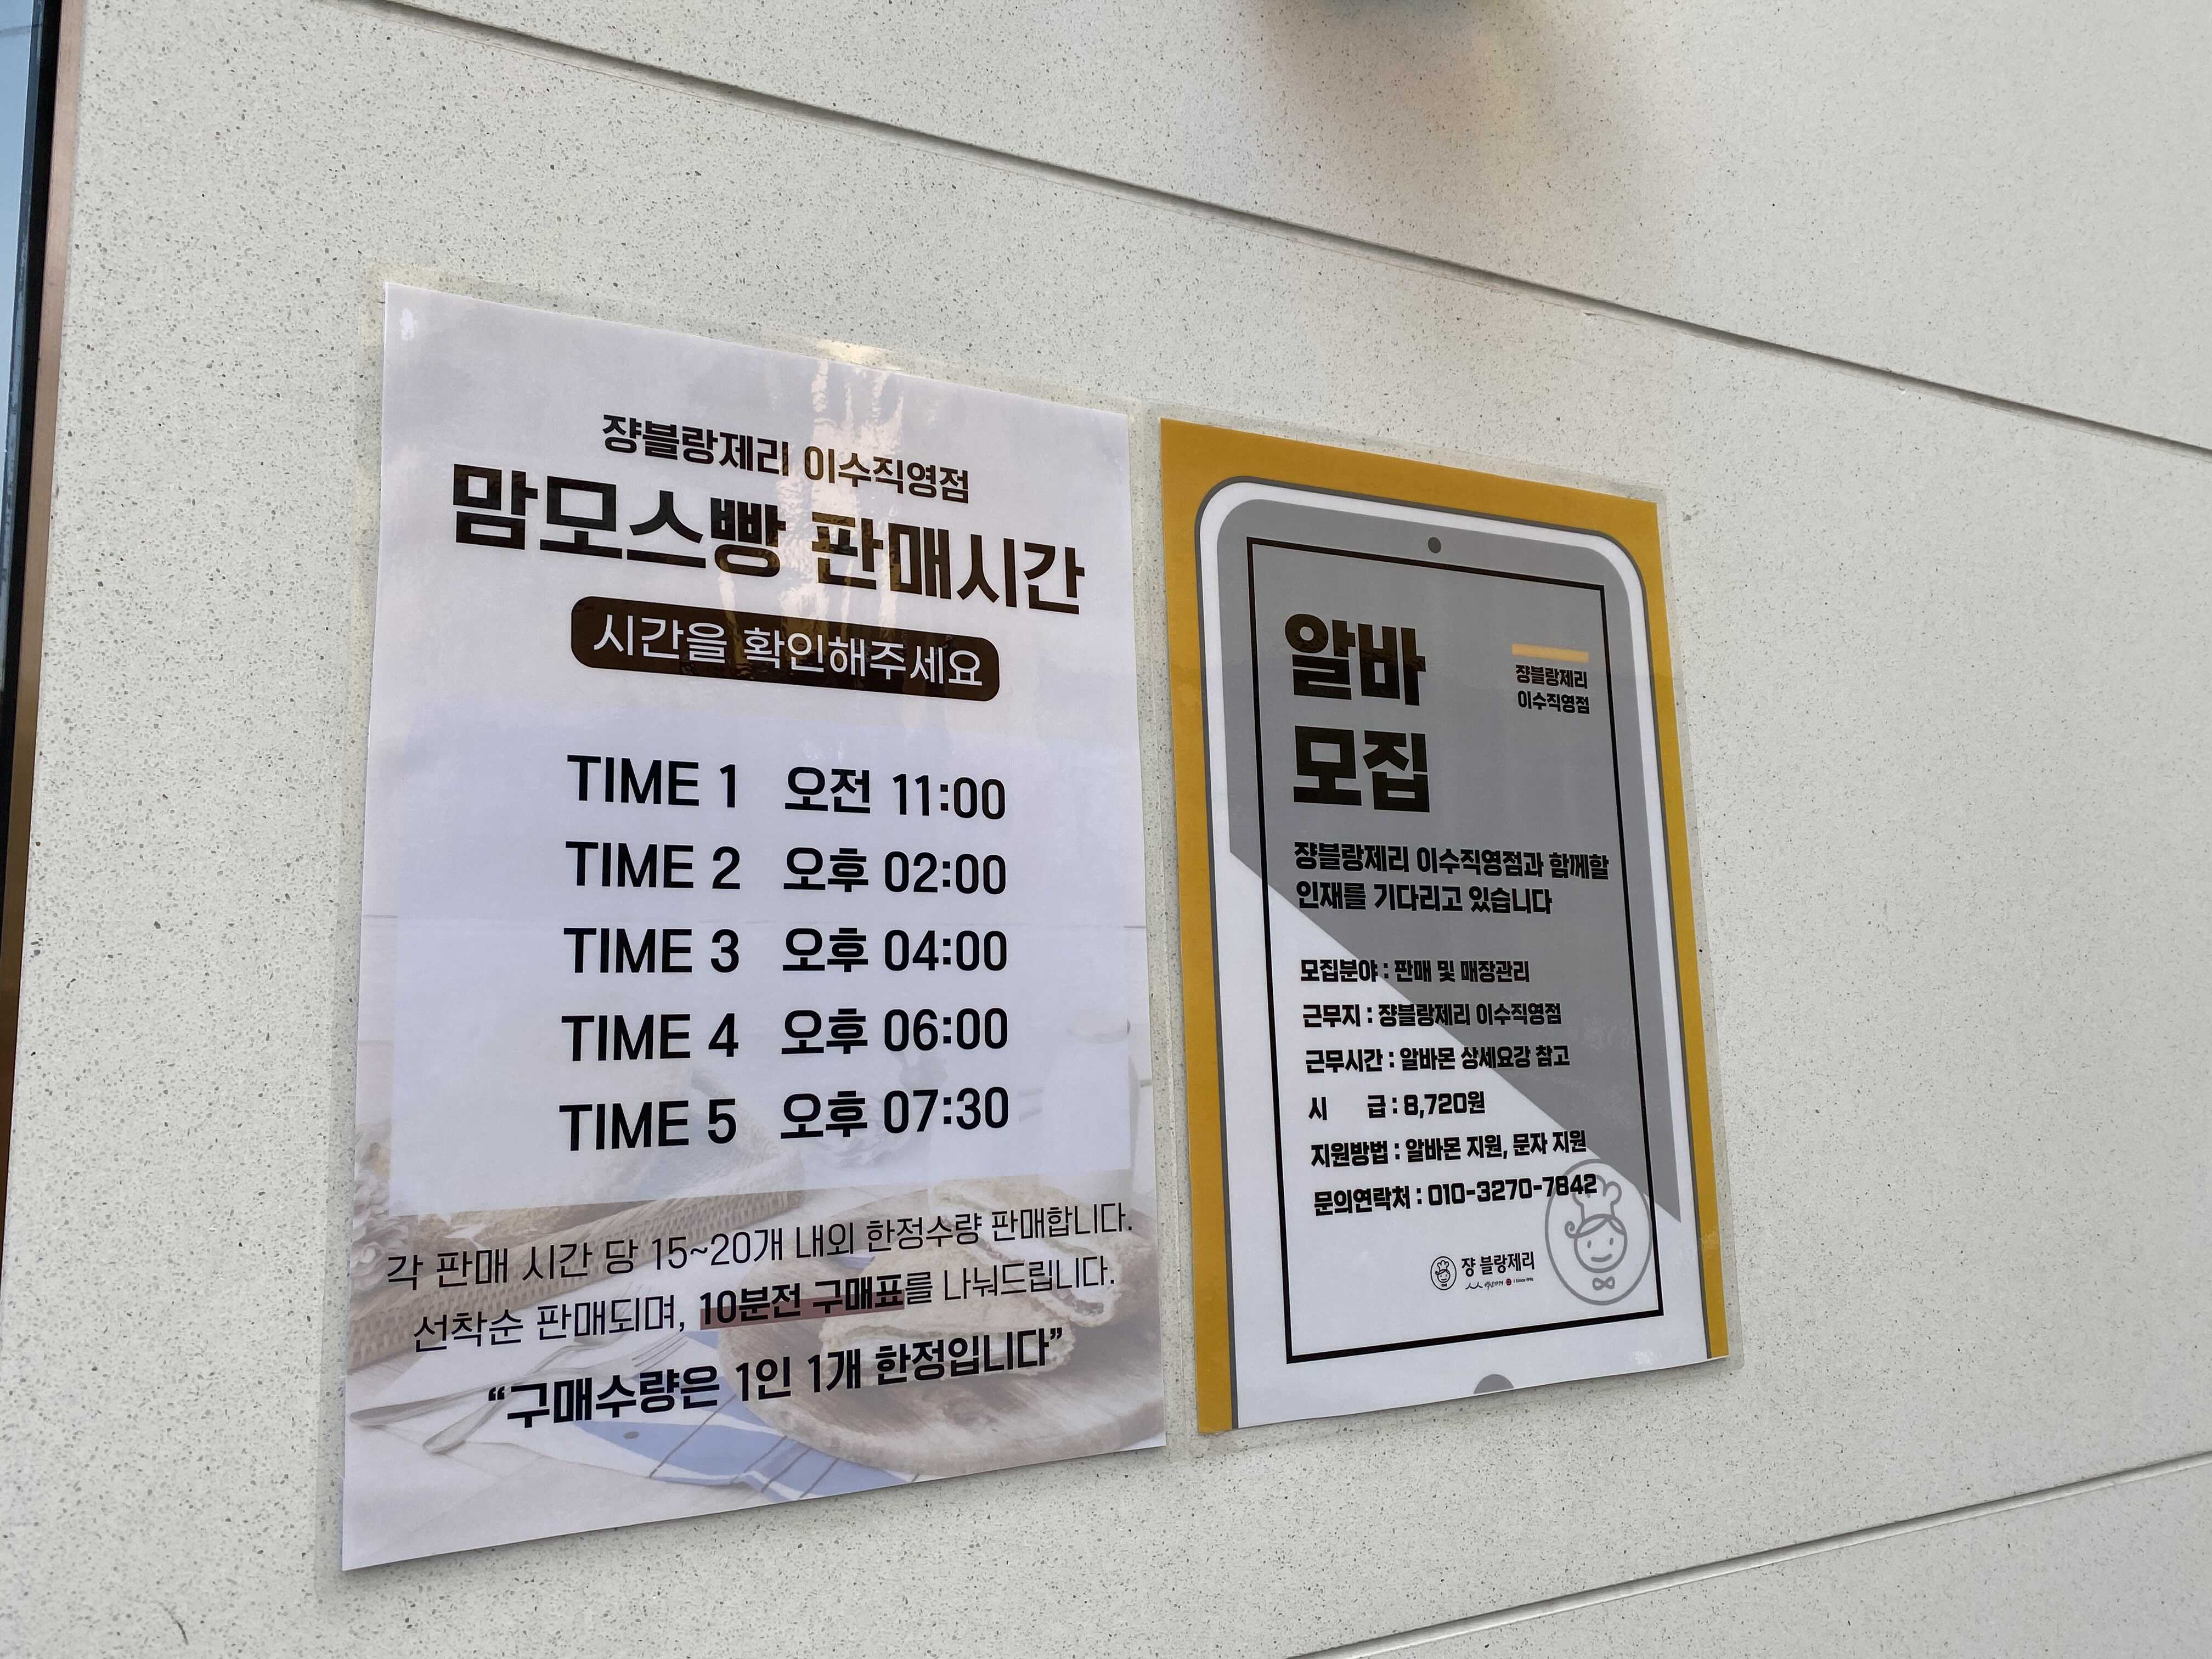 쟝블랑제리 이수직영점
맘모스빵 판매시간
시간을 확인해주세요
TIME 1 오전 11:00
TIME 2 오후 02:00
TIME 3 오후 04:00
TIME 4 오후 06:00
TIME 5 오후 07:30
각 판매 시간 당 15~20개 내외 한정수량 판매합니다.
선착순 판매되며, 10분전 구매표를 나눠드립니다.
“구매수량은 1인 1개 한정입니다”
알바
모집
쟝블랑제리
이수직영점
쟝블랑제리 이수직영점과 함께할
인재를 기다리고 있습니다
모집분야 : 판매 및 매장관리
근무지 : 쟝블랑제리 이수직영점
근무시간 : 알바몬 상세요강 참고
시 급 : 8,720원
지원방법 : 알바몬 지원, 문자 지원
문의연락처 : 010-3270-7842
쟝 블랑제리